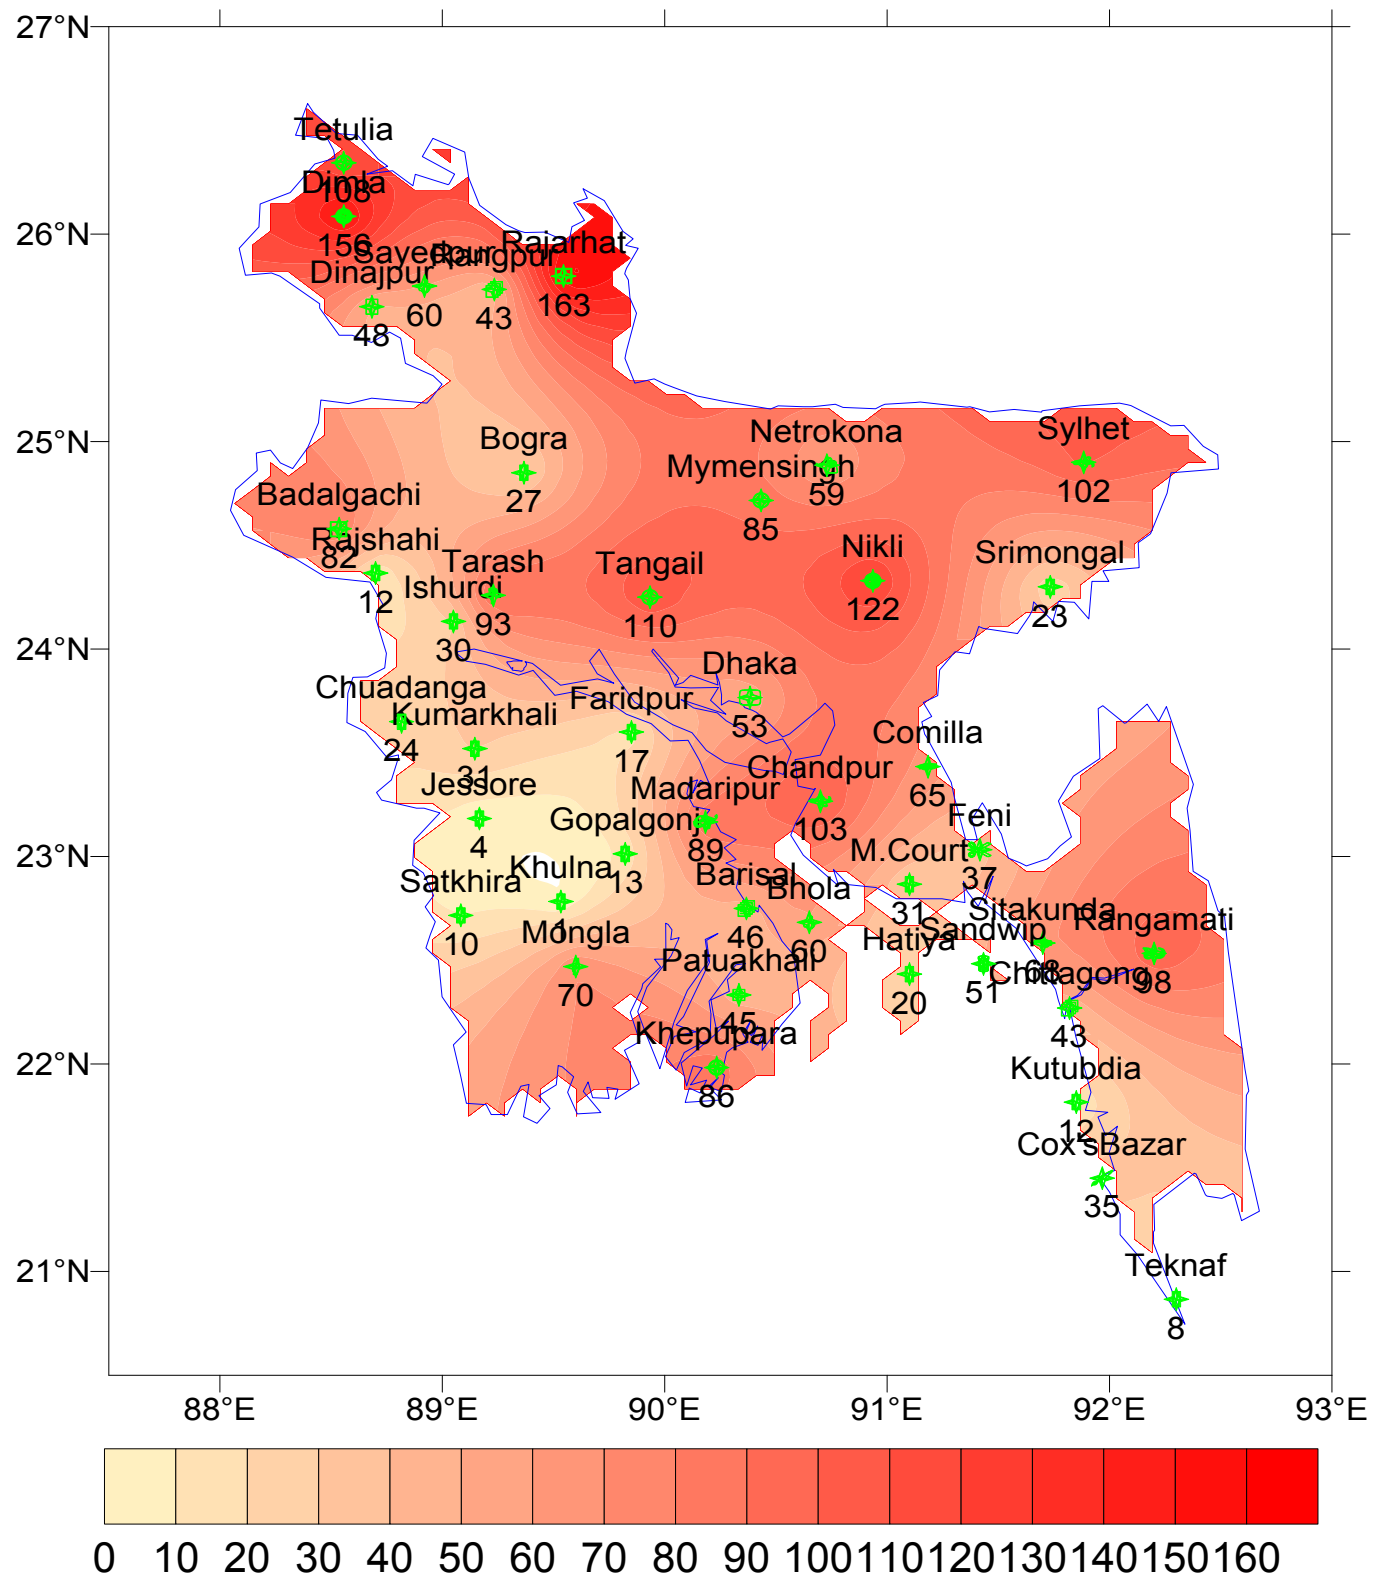 27°N
Tetulia
108
Dimla
26°N
156
Sayedpur
Rangpur
Rajarhat
Dinajpur
60
43
163
48
25°N
Bogra
27
Netrokona
Mymensingh
59
85
Sylhet
102
Badalgachi
82
Rajshahi
12
Ishurdi
30
Tarash
93
Tangail
110
Nikli
122
Srimongal
23
24°N
Dhaka
53
Chuadanga
24
Kumarkhali
31
Faridpur
17
Comilla
65
Jessore
4
Madaripur
89
Chandpur
103
Feni
37
23°N
Gopalgonj
13
Khulna
1
M.Court
31
Satkhira
10
Barisal
46
Bhola
60
Mongla
70
Hatiya
20
Sandwip
51
Sitakunda
68
Rangamati
98
Patuakhali
45
Chittagong
43
22°N
Khepupara
86
Kutubdia
12
Cox'sBazar
35
21°N
Teknaf
8
88°E 89°E 90°E 91°E 92°E 93°E
0 10 20 30 40 50 60 70 80 90 100 110 120 130 140 150 160